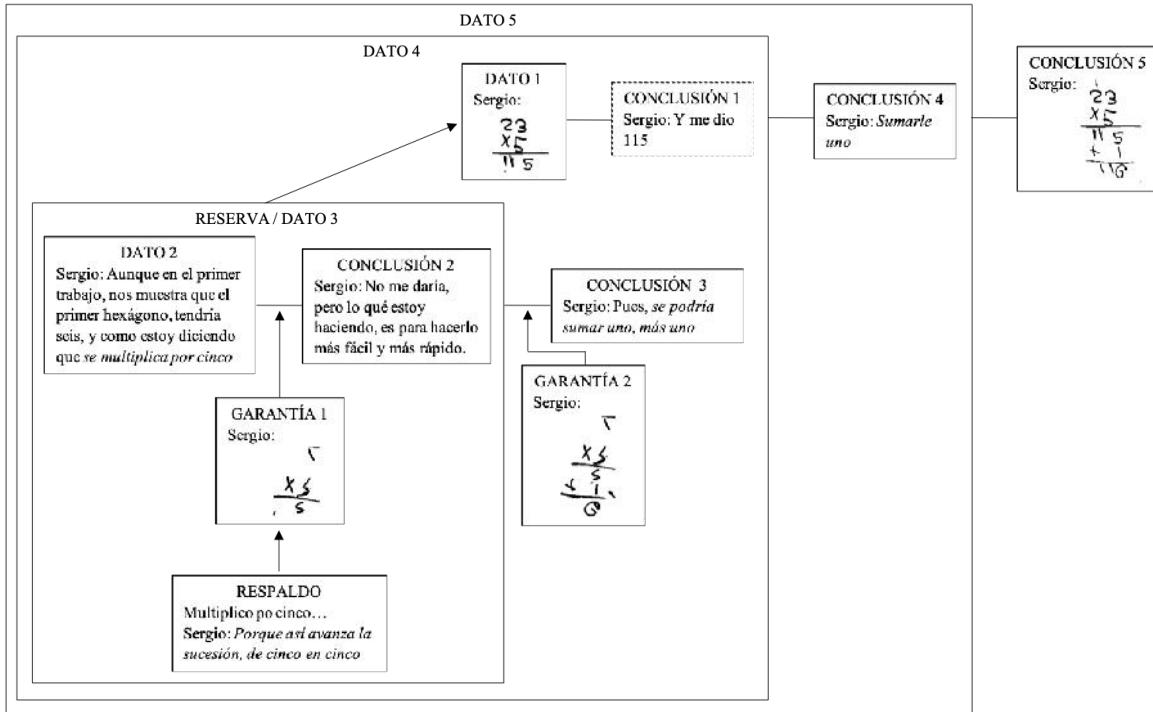 DATO 5
DATO 4
DATO 1
Sergio:
23
X5
115
CONCLUSIÓN 1
Sergio: Y me dio
115
CONCLUSIÓN 4
Sergio: Sumarle
uno
CONCLUSIÓN 5
Sergio:
1
23
X5
115
+ 1
116
RESERVA / DATO 3
DATO 2
Sergio: Aunque en el primer
trabajo, nos muestra que el
primer hexágono, tendría
seis, y como estoy diciendo
que se multiplica por cinco
CONCLUSIÓN 2
Sergio: No me daría,
pero lo qué estoy
haciendo, es para hacerlo
más fácil y más rápido.
CONCLUSIÓN 3
Sergio: Pues, se podría
sumar uno, más uno
GARANTÍA 1
Sergio:
1
X5
5
GARANTÍA 2
Sergio:
1
X5
5
+ 1
6
RESPALDO
Multiplico po cinco…
Sergio: Porque así avanza la
sucesión, de cinco en cinco